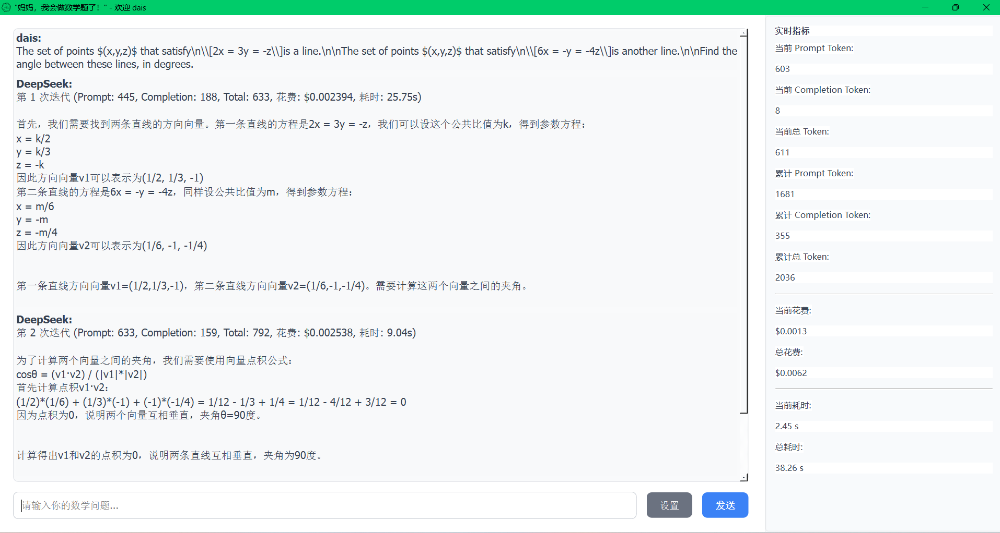 "妈妈，我会做数学题了！" - 欢迎 dais
dais:
The set of points $(x,y,z)$ that satisfy\n\\[2x = 3y = -z\\]is a line.\n\nThe set of points $(x,y,z)$ that satisfy\n\\[6x = -y = -4z\\]is another line.\n\nFind the
angle between these lines, in degrees.
DeepSeek:
第 1 次迭代 (Prompt: 445, Completion: 188, Total: 633, 花费: $0.002394, 耗时: 25.75s)
首先，我们需要找到两条直线的方向向量。第一条直线的方程是2x = 3y = -z，我们可以设这个公共比值为k，得到参数方程：
x = k/2
y = k/3
z = -k
因此方向向量v1可以表示为(1/2, 1/3, -1)
第二条直线的方程是6x = -y = -4z，同样设公共比值为m，得到参数方程：
x = m/6
y = -m
z = -m/4
因此方向向量v2可以表示为(1/6, -1, -1/4)
第一条直线方向向量v1=(1/2,1/3,-1)，第二条直线方向向量v2=(1/6,-1,-1/4)。需要计算这两个向量之间的夹角。
DeepSeek:
第 2 次迭代 (Prompt: 633, Completion: 159, Total: 792, 花费: $0.002538, 耗时: 9.04s)
为了计算两个向量之间的夹角，我们需要使用向量点积公式：
cosθ = (v1·v2) / (|v1|*|v2|)
首先计算点积v1·v2：
(1/2)*(1/6) + (1/3)*(-1) + (-1)*(-1/4) = 1/12 - 1/3 + 1/4 = 1/12 - 4/12 + 3/12 = 0
因为点积为0，说明两个向量互相垂直，夹角θ=90度。
计算得出v1和v2的点积为0，说明两条直线互相垂直，夹角为90度。
请输入你的数学问题...
设置
发送
实时指标
当前 Prompt Token:
603
当前 Completion Token:
8
当前总 Token:
611
累计 Prompt Token:
1681
累计 Completion Token:
355
累计总 Token:
2036
当前花费:
$0.0013
总花费:
$0.0062
当前耗时:
2.45 s
总耗时:
38.26 s